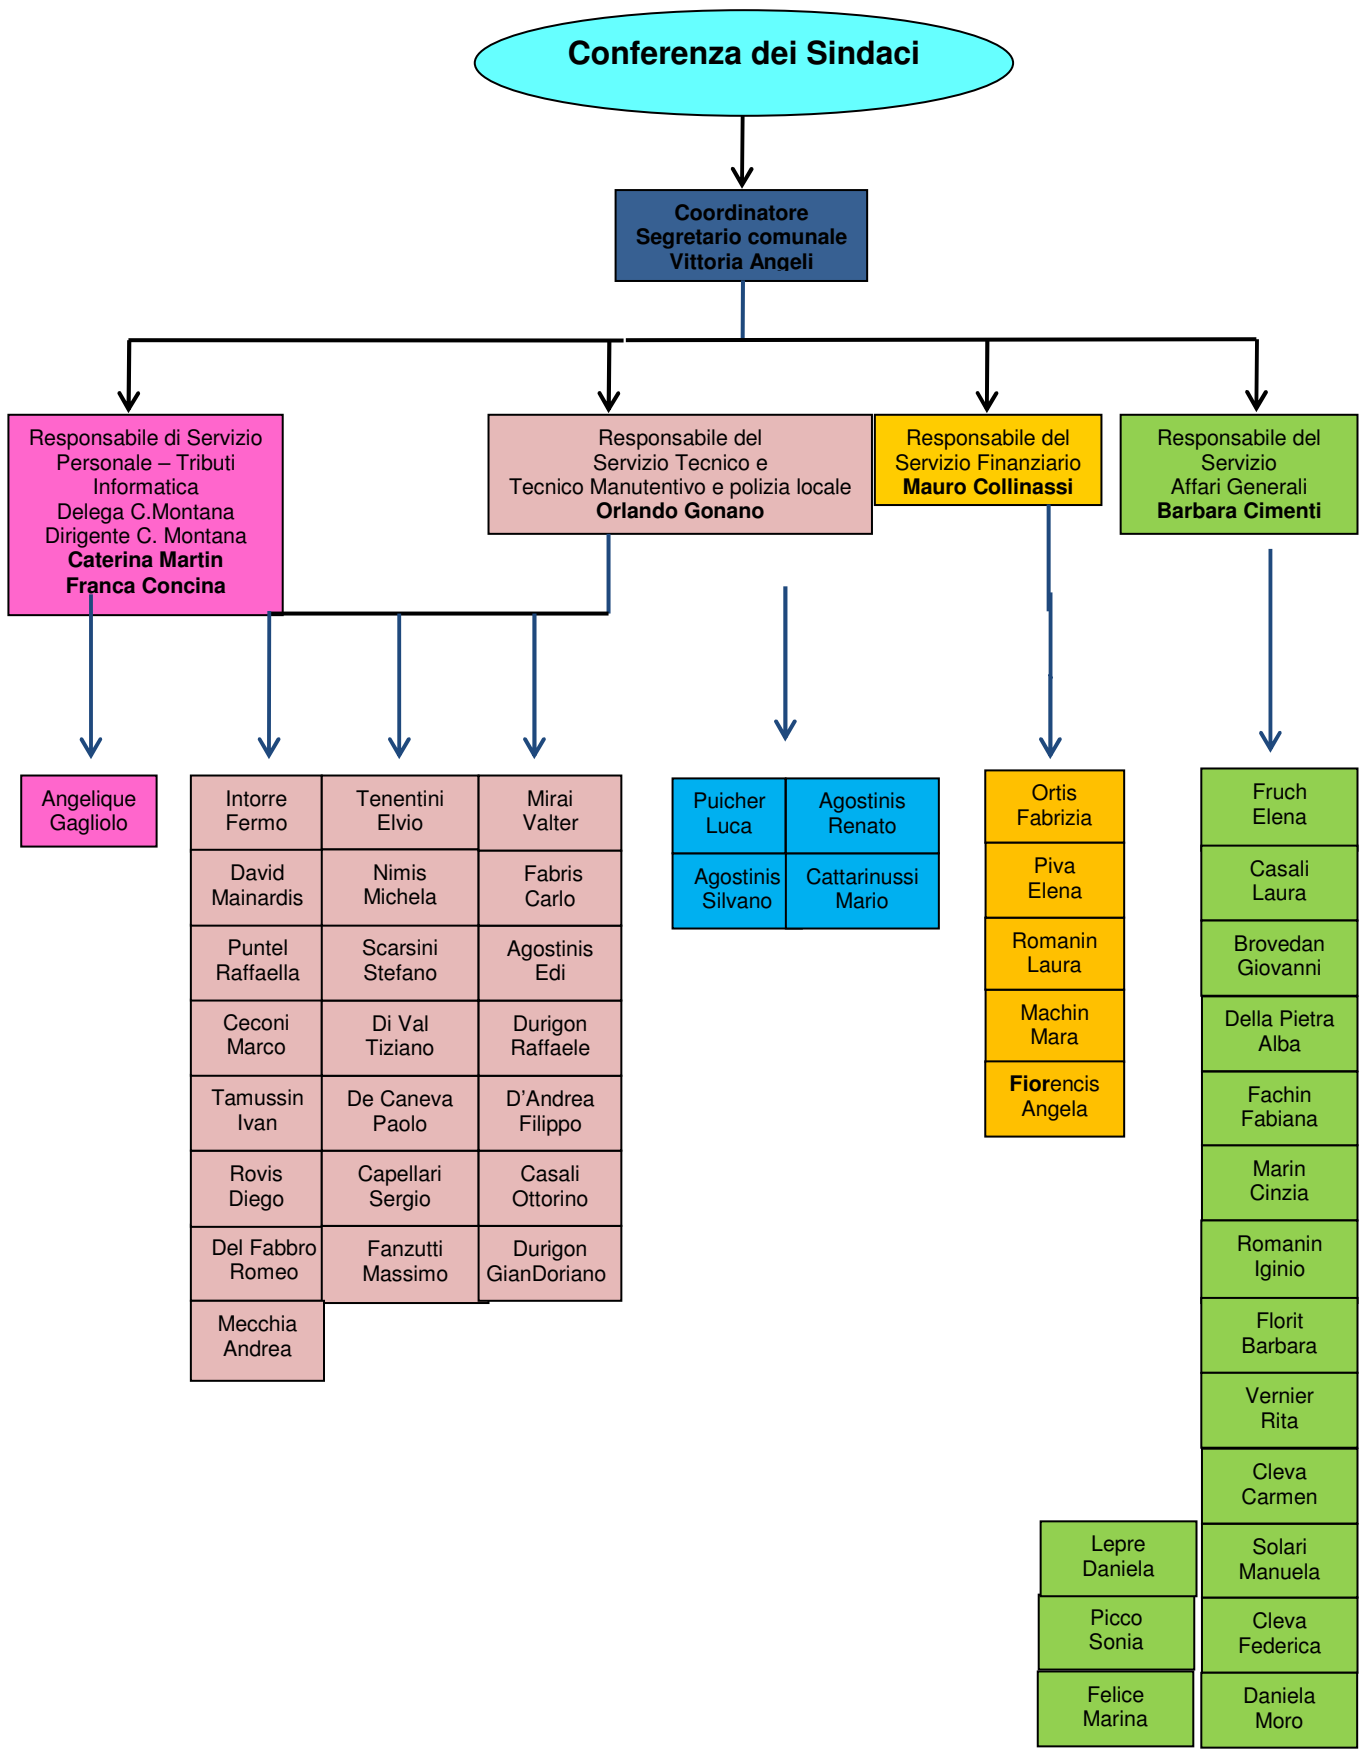 Conferenza dei Sindaci
Coordinatore
Segretario comunale
Vittoria Angeli
Responsabile di Servizio
Personale – Tributi
Informatica
Delega C.Montana
Dirigente C. Montana
Caterina Martin
Franca Concina
Responsabile del
Servizio Tecnico e
Tecnico Manutentivo e polizia locale
Orlando Gonano
Responsabile del
Servizio Finanziario
Mauro Collinassi
Responsabile del
Servizio
Affari Generali
Barbara Cimenti
Angelique
Gagliolo
Intorre
Fermo
David
Mainardis
Puntel
Raffaella
Ceconi
Marco
Tamussin
Ivan
Rovis
Diego
Del Fabbro
Romeo
Mecchia
Andrea
Tenentini
Elvio
Nimis
Michela
Scarsini
Stefano
Di Val
Tiziano
De Caneva
Paolo
Capellari
Sergio
Fanzutti
Massimo
Mirai
Valter
Fabris
Carlo
Agostinis
Edi
Durigon
Raffaele
D'Andrea
Filippo
Casali
Ottorino
Durigon
GianDoriano
Puicher
Luca
Agostinis
Silvano
Agostinis
Renato
Cattarinussi
Mario
Ortis
Fabrizia
Piva
Elena
Romanin
Laura
Machin
Mara
Fiorencis
Angela
Fruch
Elena
Casali
Laura
Brovedan
Giovanni
Della Pietra
Alba
Fachin
Fabiana
Marin
Cinzia
Romanin
Iginio
Florit
Barbara
Vernier
Rita
Cleva
Carmen
Solari
Manuela
Cleva
Federica
Daniela
Moro
Lepre
Daniela
Picco
Sonia
Felice
Marina